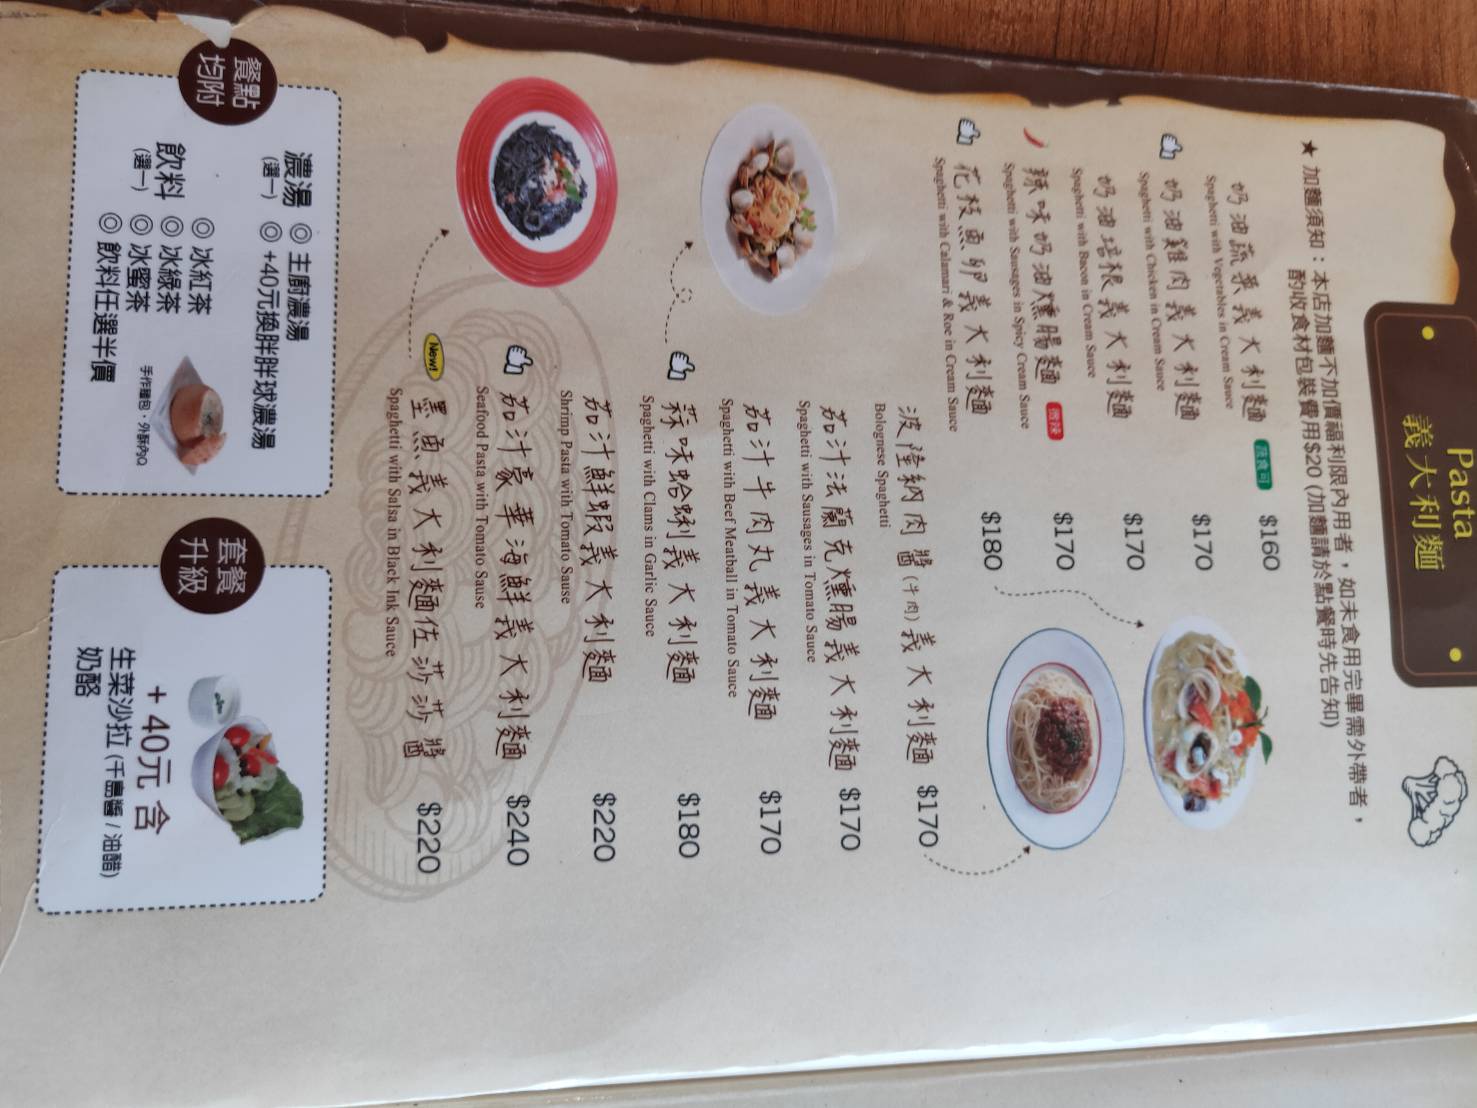 Pasta
義大利麵
★ 加麵須知：本店加麵不加價福利限內用者，如未食用完畢需外帶者，
酌收食材包裝費用$20 (加麵請於點餐時先告知)
奶油蔬菜義大利麵 蔬食可 $160
Spaghetti with Vegetables in Cream Sauce
奶油雞肉義大利麵 $170
Spaghetti with Chicken in Cream Sauce
奶油培根義大利麵 $170
Spaghetti with Bacon in Cream Sauce
辣味奶油燻腸麵 微辣 $170
Spaghetti with Sausages in Spicy Cream Sauce
花枝魚卵義大利麵 $180
Spaghetti with Calamari & Roe in Cream Sauce
波隆納肉醬(牛肉)義大利麵 $170
Bolognese Spaghetti
茄汁法蘭克燻腸義大利麵 $170
Spaghetti with Sausages in Tomato Sauce
茄汁牛肉丸義大利麵 $170
Spaghetti with Beef Meatball in Tomato Sauce
蒜味蛤蜊義大利麵 $180
Spaghetti with Clams in Garlic Sauce
茄汁鮮蝦義大利麵 $220
Shrimp Pasta with Tomato Sause
茄汁豪華海鮮義大利麵 $240
Seafood Pasta with Tomato Sause
New!
墨魚義大利麵佐莎莎醬 $220
Spaghetti with Salsa in Black Ink Sauce
餐點
均附
濃湯 ◎ 主廚濃湯
(選一) ◎ +40元換胖胖球濃湯
飲料 ◎ 冰紅茶
(選一) ◎ 冰綠茶
◎ 冰蜜茶
◎ 飲料任選半價
手作麵包・外酥內Q
套餐
升級
+ 40元 含
生菜沙拉 (千島醬 / 油醋)
奶酪